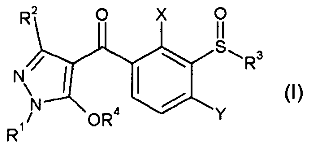 R² O X O
S
N R³
N OR⁴ Y (I)
R¹